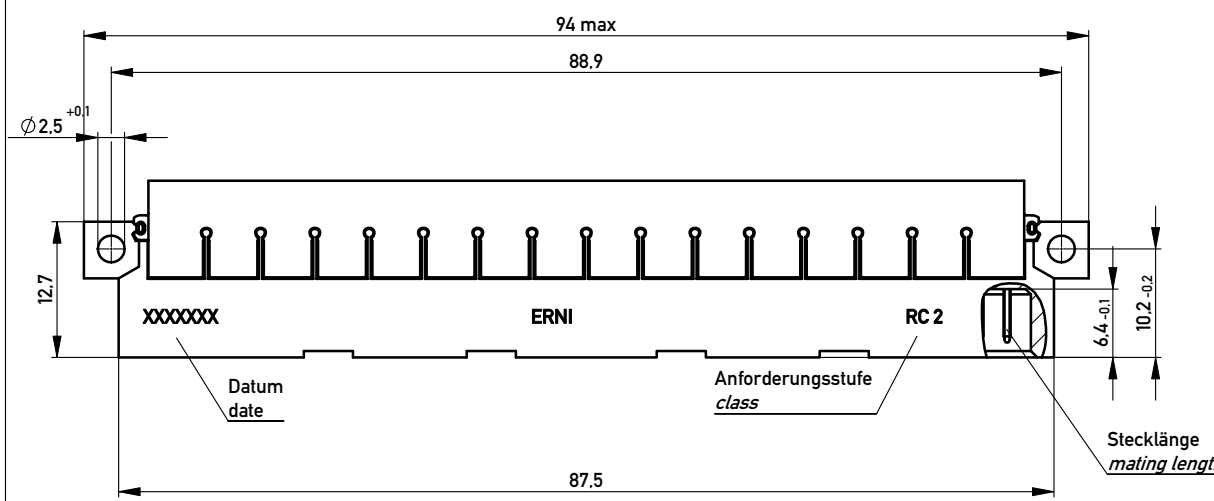 94 max
88,9
Ø2,5 +0,1
12,7
XXXXXXX
ERNI
RC 2
6,4 -0,1
10,2 -0,2
Datum
date
Anforderungsstufe
class
Stecklänge
mating lengt
87,5